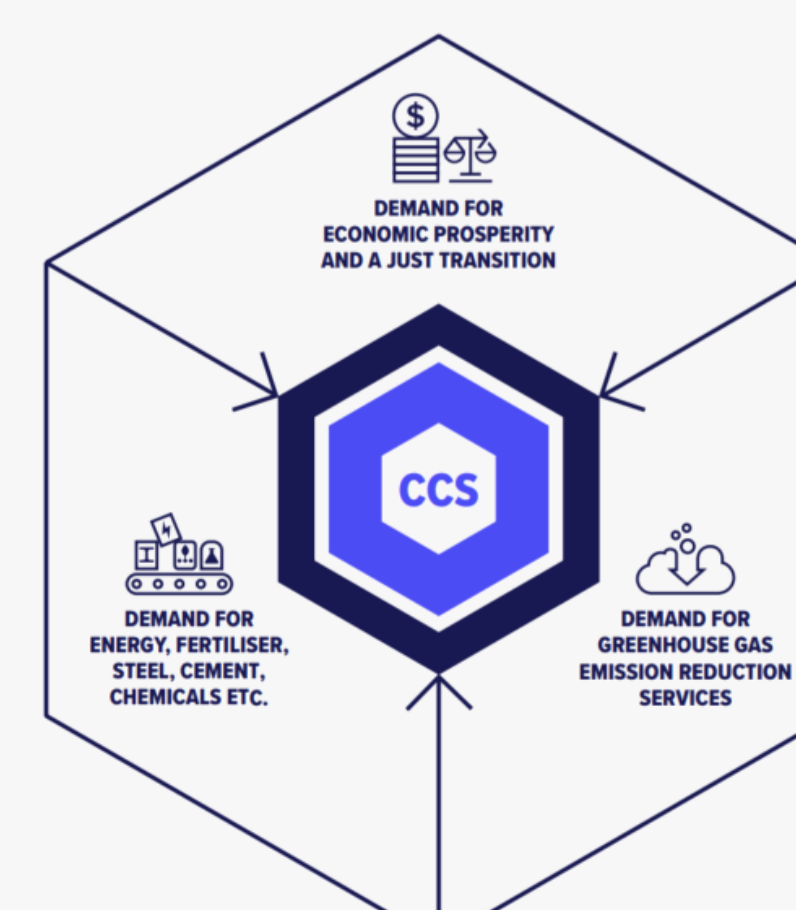 $
DEMAND FOR
ECONOMIC PROSPERITY
AND A JUST TRANSITION
CCS
DEMAND FOR
ENERGY, FERTILISER,
STEEL, CEMENT,
CHEMICALS ETC.
DEMAND FOR
GREENHOUSE GAS
EMISSION REDUCTION
SERVICES